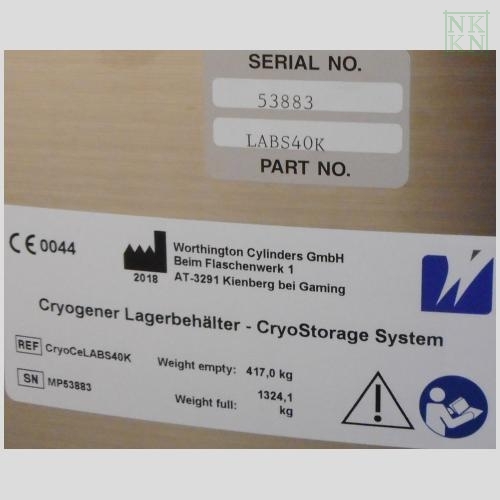 NK
KN
SERIAL NO.
53883
LABS40K
PART NO.
CE 0044
2018
Worthington Cylinders GmbH
Beim Flaschenwerk 1
AT-3291 Kienberg bei Gaming
Cryogener Lagerbehälter - CryoStorage System
REF CryoCeLABS40K
Weight empty: 417,0 kg
SN MP53883
Weight full: 1324,1
kg